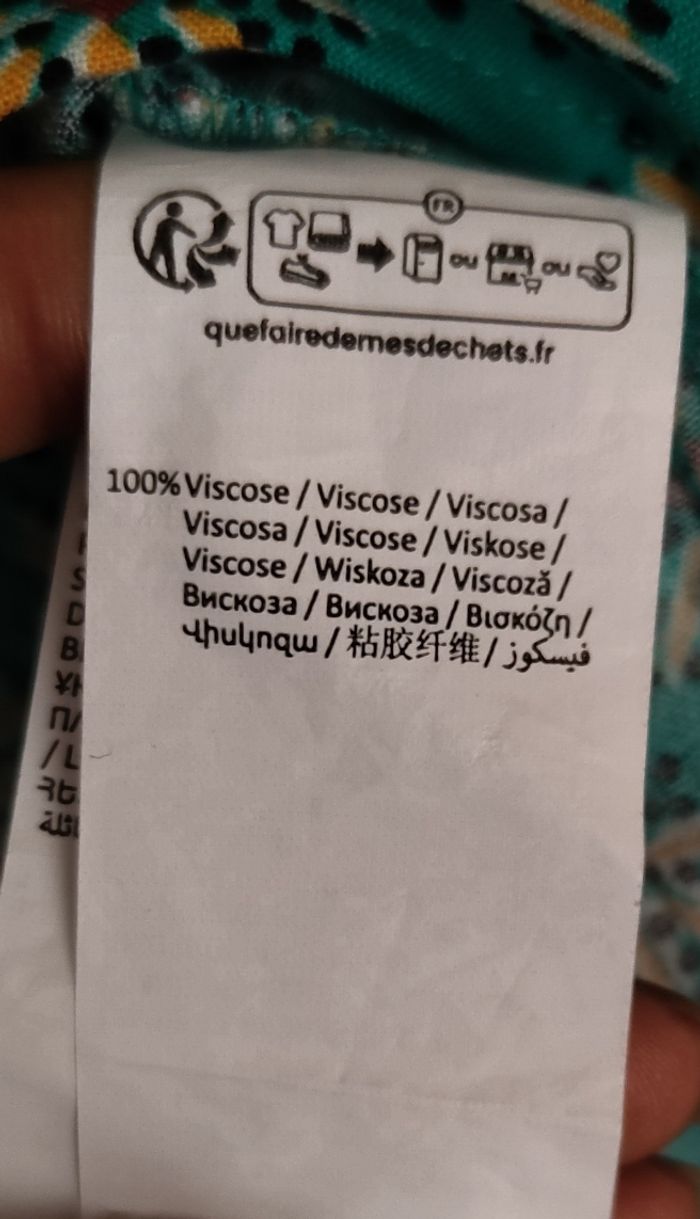 FR
ou ou
quefairedemesdechets.fr
100% Viscose / Viscose / Viscosa /
Viscosa / Viscose / Viskose /
Viscose / Wiskoza / Viscoză /
Вискоза / Вискоза / Βισκόζη /
Վիսկոզա / 粘胶纤维 / فيسكوز
S
D
B
П/
/ L
ՀԵ